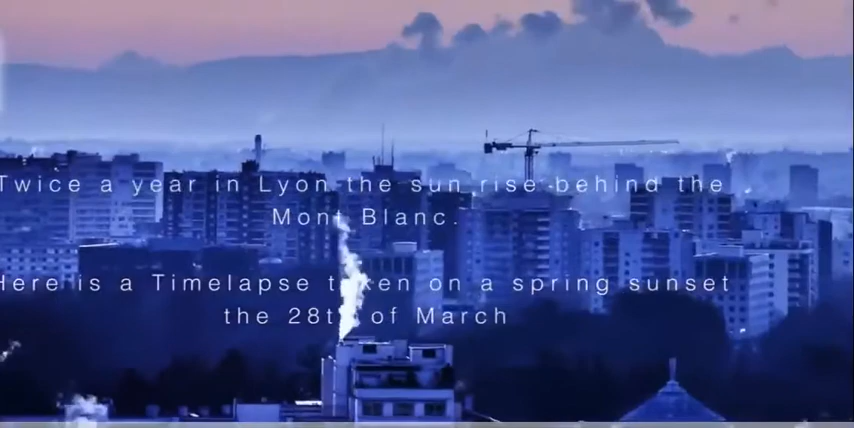 Twice a year in Lyon the sun rise behind the
Mont Blanc.
Here is a Timelapse taken on a spring sunset
the 28th of March